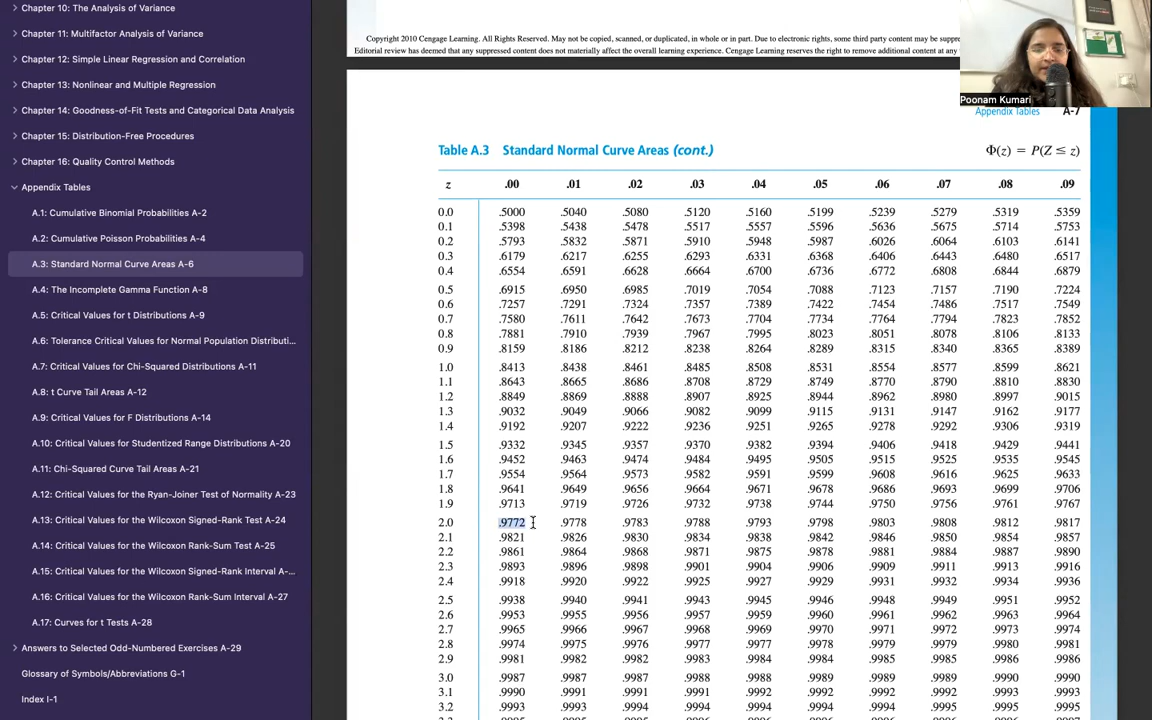 Chapter 10: The Analysis of Variance
Chapter 11: Multifactor Analysis of Variance
Chapter 12: Simple Linear Regression and Correlation
Chapter 13: Nonlinear and Multiple Regression
Chapter 14: Goodness-of-Fit Tests and Categorical Data Analysis
Chapter 15: Distribution-Free Procedures
Chapter 16: Quality Control Methods
Appendix Tables
A.1: Cumulative Binomial Probabilities A-2
A.2: Cumulative Poisson Probabilities A-4
A.3: Standard Normal Curve Areas A-6
A.4: The Incomplete Gamma Function A-8
A.5: Critical Values for t Distributions A-9
A.6: Tolerance Critical Values for Normal Population Distributi...
A.7: Critical Values for Chi-Squared Distributions A-11
A.8: t Curve Tail Areas A-12
A.9: Critical Values for F Distributions A-14
A.10: Critical Values for Studentized Range Distributions A-20
A.11: Chi-Squared Curve Tail Areas A-21
A.12: Critical Values for the Ryan-Joiner Test of Normality A-23
A.13: Critical Values for the Wilcoxon Signed-Rank Test A-24
A.14: Critical Values for the Wilcoxon Rank-Sum Test A-25
A.15: Critical Values for the Wilcoxon Signed-Rank Interval A-...
A.16: Critical Values for the Wilcoxon Rank-Sum Interval A-27
A.17: Curves for t Tests A-28
Answers to Selected Odd-Numbered Exercises A-29
Glossary of Symbols/Abbreviations G-1
Index I-1
Copyright 2010 Cengage Learning. All Rights Reserved. May not be copied, scanned, or duplicated, in whole or in part. Due to electronic rights, some third party content may be suppre
Editorial review has deemed that any suppressed content does not materially affect the overall learning experience. Cengage Learning reserves the right to remove additional content at any
Poonam Kumari
Appendix Tables A-7
Table A.3 Standard Normal Curve Areas (cont.) Φ(z) = P(Z ≤ z)
z .00 .01 .02 .03 .04 .05 .06 .07 .08 .09
0.0 .5000 .5040 .5080 .5120 .5160 .5199 .5239 .5279 .5319 .5359
0.1 .5398 .5438 .5478 .5517 .5557 .5596 .5636 .5675 .5714 .5753
0.2 .5793 .5832 .5871 .5910 .5948 .5987 .6026 .6064 .6103 .6141
0.3 .6179 .6217 .6255 .6293 .6331 .6368 .6406 .6443 .6480 .6517
0.4 .6554 .6591 .6628 .6664 .6700 .6736 .6772 .6808 .6844 .6879
0.5 .6915 .6950 .6985 .7019 .7054 .7088 .7123 .7157 .7190 .7224
0.6 .7257 .7291 .7324 .7357 .7389 .7422 .7454 .7486 .7517 .7549
0.7 .7580 .7611 .7642 .7673 .7704 .7734 .7764 .7794 .7823 .7852
0.8 .7881 .7910 .7939 .7967 .7995 .8023 .8051 .8078 .8106 .8133
0.9 .8159 .8186 .8212 .8238 .8264 .8289 .8315 .8340 .8365 .8389
1.0 .8413 .8438 .8461 .8485 .8508 .8531 .8554 .8577 .8599 .8621
1.1 .8643 .8665 .8686 .8708 .8729 .8749 .8770 .8790 .8810 .8830
1.2 .8849 .8869 .8888 .8907 .8925 .8944 .8962 .8980 .8997 .9015
1.3 .9032 .9049 .9066 .9082 .9099 .9115 .9131 .9147 .9162 .9177
1.4 .9192 .9207 .9222 .9236 .9251 .9265 .9278 .9292 .9306 .9319
1.5 .9332 .9345 .9357 .9370 .9382 .9394 .9406 .9418 .9429 .9441
1.6 .9452 .9463 .9474 .9484 .9495 .9505 .9515 .9525 .9535 .9545
1.7 .9554 .9564 .9573 .9582 .9591 .9599 .9608 .9616 .9625 .9633
1.8 .9641 .9649 .9656 .9664 .9671 .9678 .9686 .9693 .9699 .9706
1.9 .9713 .9719 .9726 .9732 .9738 .9744 .9750 .9756 .9761 .9767
2.0 .9772 .9778 .9783 .9788 .9793 .9798 .9803 .9808 .9812 .9817
2.1 .9821 .9826 .9830 .9834 .9838 .9842 .9846 .9850 .9854 .9857
2.2 .9861 .9864 .9868 .9871 .9875 .9878 .9881 .9884 .9887 .9890
2.3 .9893 .9896 .9898 .9901 .9904 .9906 .9909 .9911 .9913 .9916
2.4 .9918 .9920 .9922 .9925 .9927 .9929 .9931 .9932 .9934 .9936
2.5 .9938 .9940 .9941 .9943 .9945 .9946 .9948 .9949 .9951 .9952
2.6 .9953 .9955 .9956 .9957 .9959 .9960 .9961 .9962 .9963 .9964
2.7 .9965 .9966 .9967 .9968 .9969 .9970 .9971 .9972 .9973 .9974
2.8 .9974 .9975 .9976 .9977 .9977 .9978 .9979 .9979 .9980 .9981
2.9 .9981 .9982 .9982 .9983 .9984 .9984 .9985 .9985 .9986 .9986
3.0 .9987 .9987 .9987 .9988 .9988 .9989 .9989 .9989 .9990 .9990
3.1 .9990 .9991 .9991 .9991 .9992 .9992 .9992 .9992 .9993 .9993
3.2 .9993 .9993 .9994 .9994 .9994 .9994 .9994 .9995 .9995 .9995